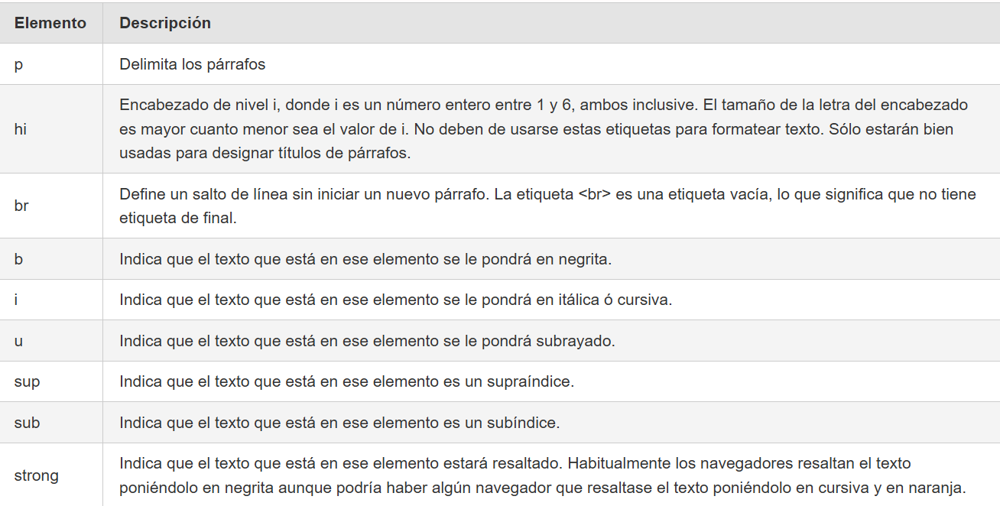 Elemento Descripción
p Delimita los párrafos
Encabezado de nivel i, donde i es un número entero entre 1 y 6, ambos inclusive. El tamaño de la letra del encabezado
hi es mayor cuanto menor sea el valor de i. No deben de usarse estas etiquetas para formatear texto. Sólo estarán bien
usadas para designar títulos de párrafos.
br Define un salto de línea sin iniciar un nuevo párrafo. La etiqueta <br> es una etiqueta vacía, lo que significa que no tiene
etiqueta de final.
b Indica que el texto que está en ese elemento se le pondrá en negrita.
i Indica que el texto que está en ese elemento se le pondrá en itálica ó cursiva.
u Indica que el texto que está en ese elemento se le pondrá subrayado.
sup Indica que el texto que está en ese elemento es un supraíndice.
sub Indica que el texto que está en ese elemento es un subíndice.
strong Indica que el texto que está en ese elemento estará resaltado. Habitualmente los navegadores resaltan el texto
poniéndolo en negrita aunque podría haber algún navegador que resaltase el texto poniéndolo en cursiva y en naranja.